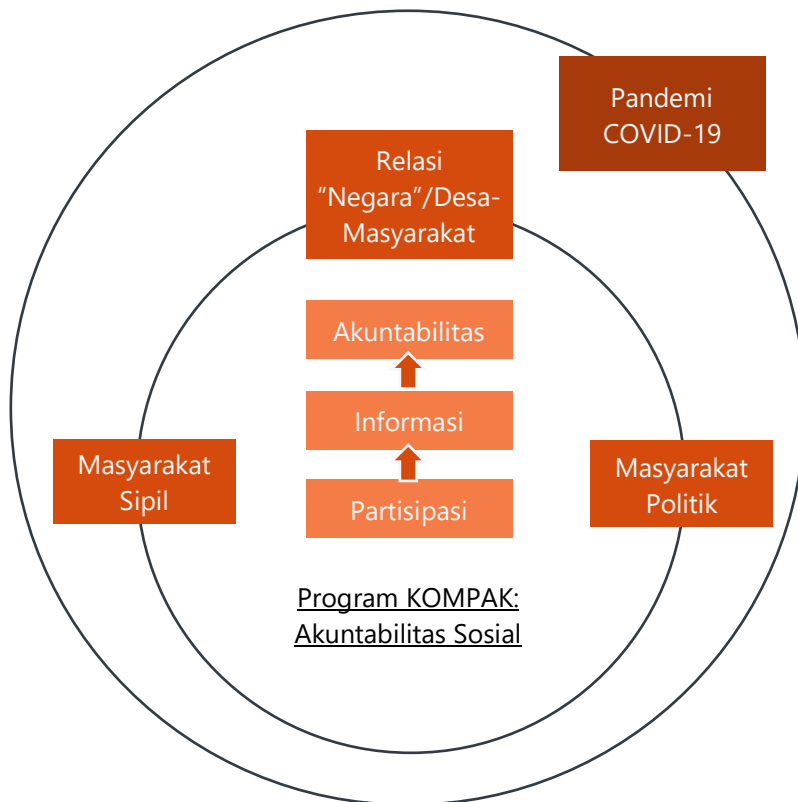 Pandemi
COVID-19
Relasi
“Negara”/Desa-
Masyarakat
Akuntabilitas
Informasi
Masyarakat
Sipil
Masyarakat
Politik
Partisipasi
Program KOMPAK:
Akuntabilitas Sosial